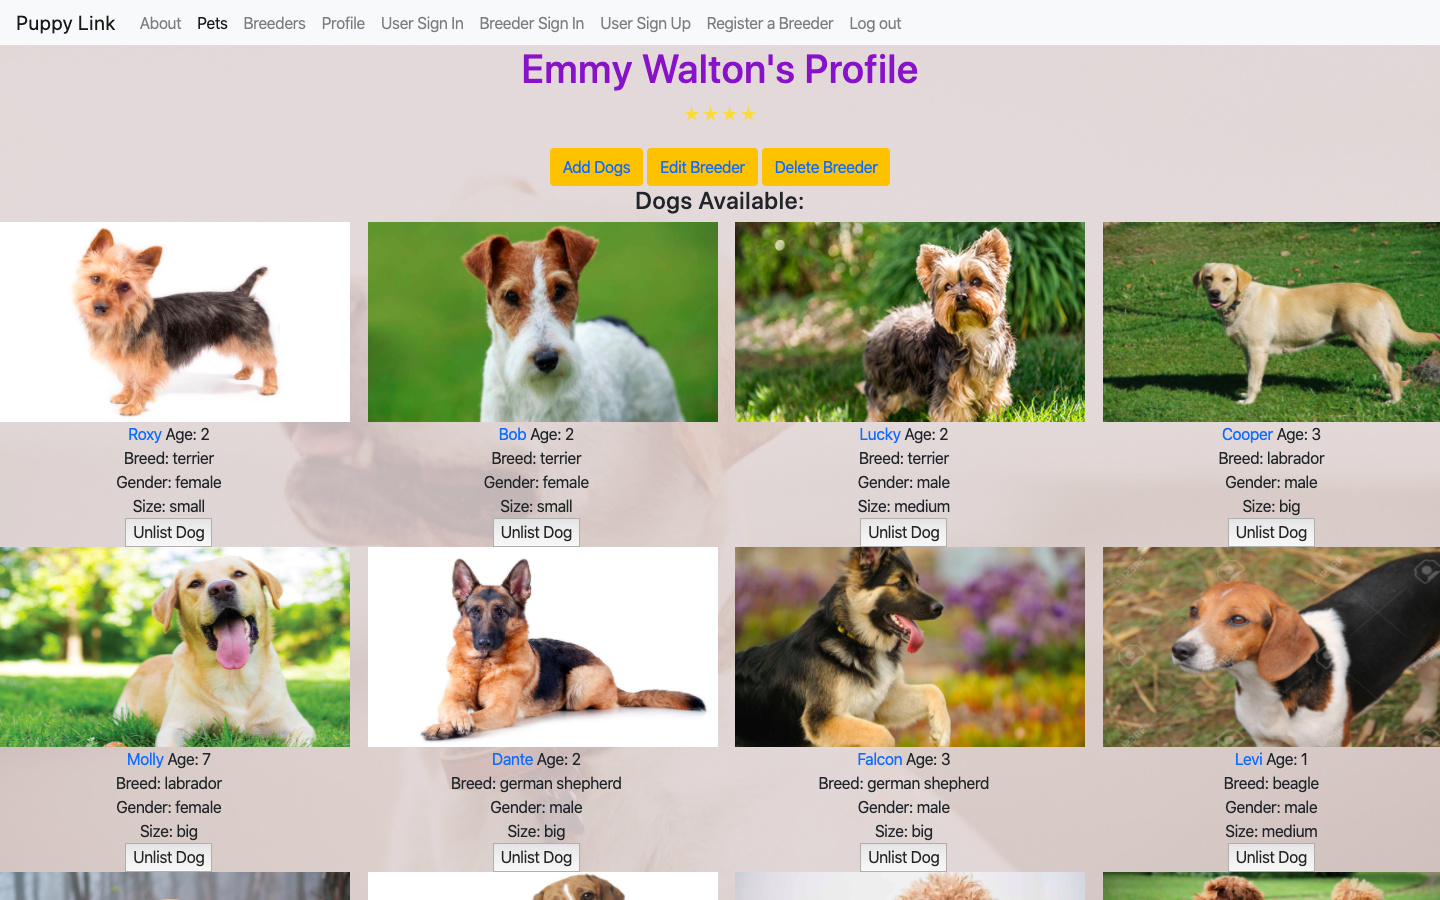 Puppy Link About Pets Breeders Profile User Sign In Breeder Sign In User Sign Up Register a Breeder Log out
Emmy Walton's Profile
★★★★
Add Dogs Edit Breeder Delete Breeder
Dogs Available:
Roxy Age: 2
Breed: terrier
Gender: female
Size: small
Unlist Dog
Bob Age: 2
Breed: terrier
Gender: female
Size: small
Unlist Dog
Lucky Age: 2
Breed: terrier
Gender: male
Size: medium
Unlist Dog
Cooper Age: 3
Breed: labrador
Gender: male
Size: big
Unlist Dog
Molly Age: 7
Breed: labrador
Gender: female
Size: big
Unlist Dog
Dante Age: 2
Breed: german shepherd
Gender: male
Size: big
Unlist Dog
Falcon Age: 3
Breed: german shepherd
Gender: male
Size: big
Unlist Dog
Levi Age: 1
Breed: beagle
Gender: male
Size: medium
Unlist Dog